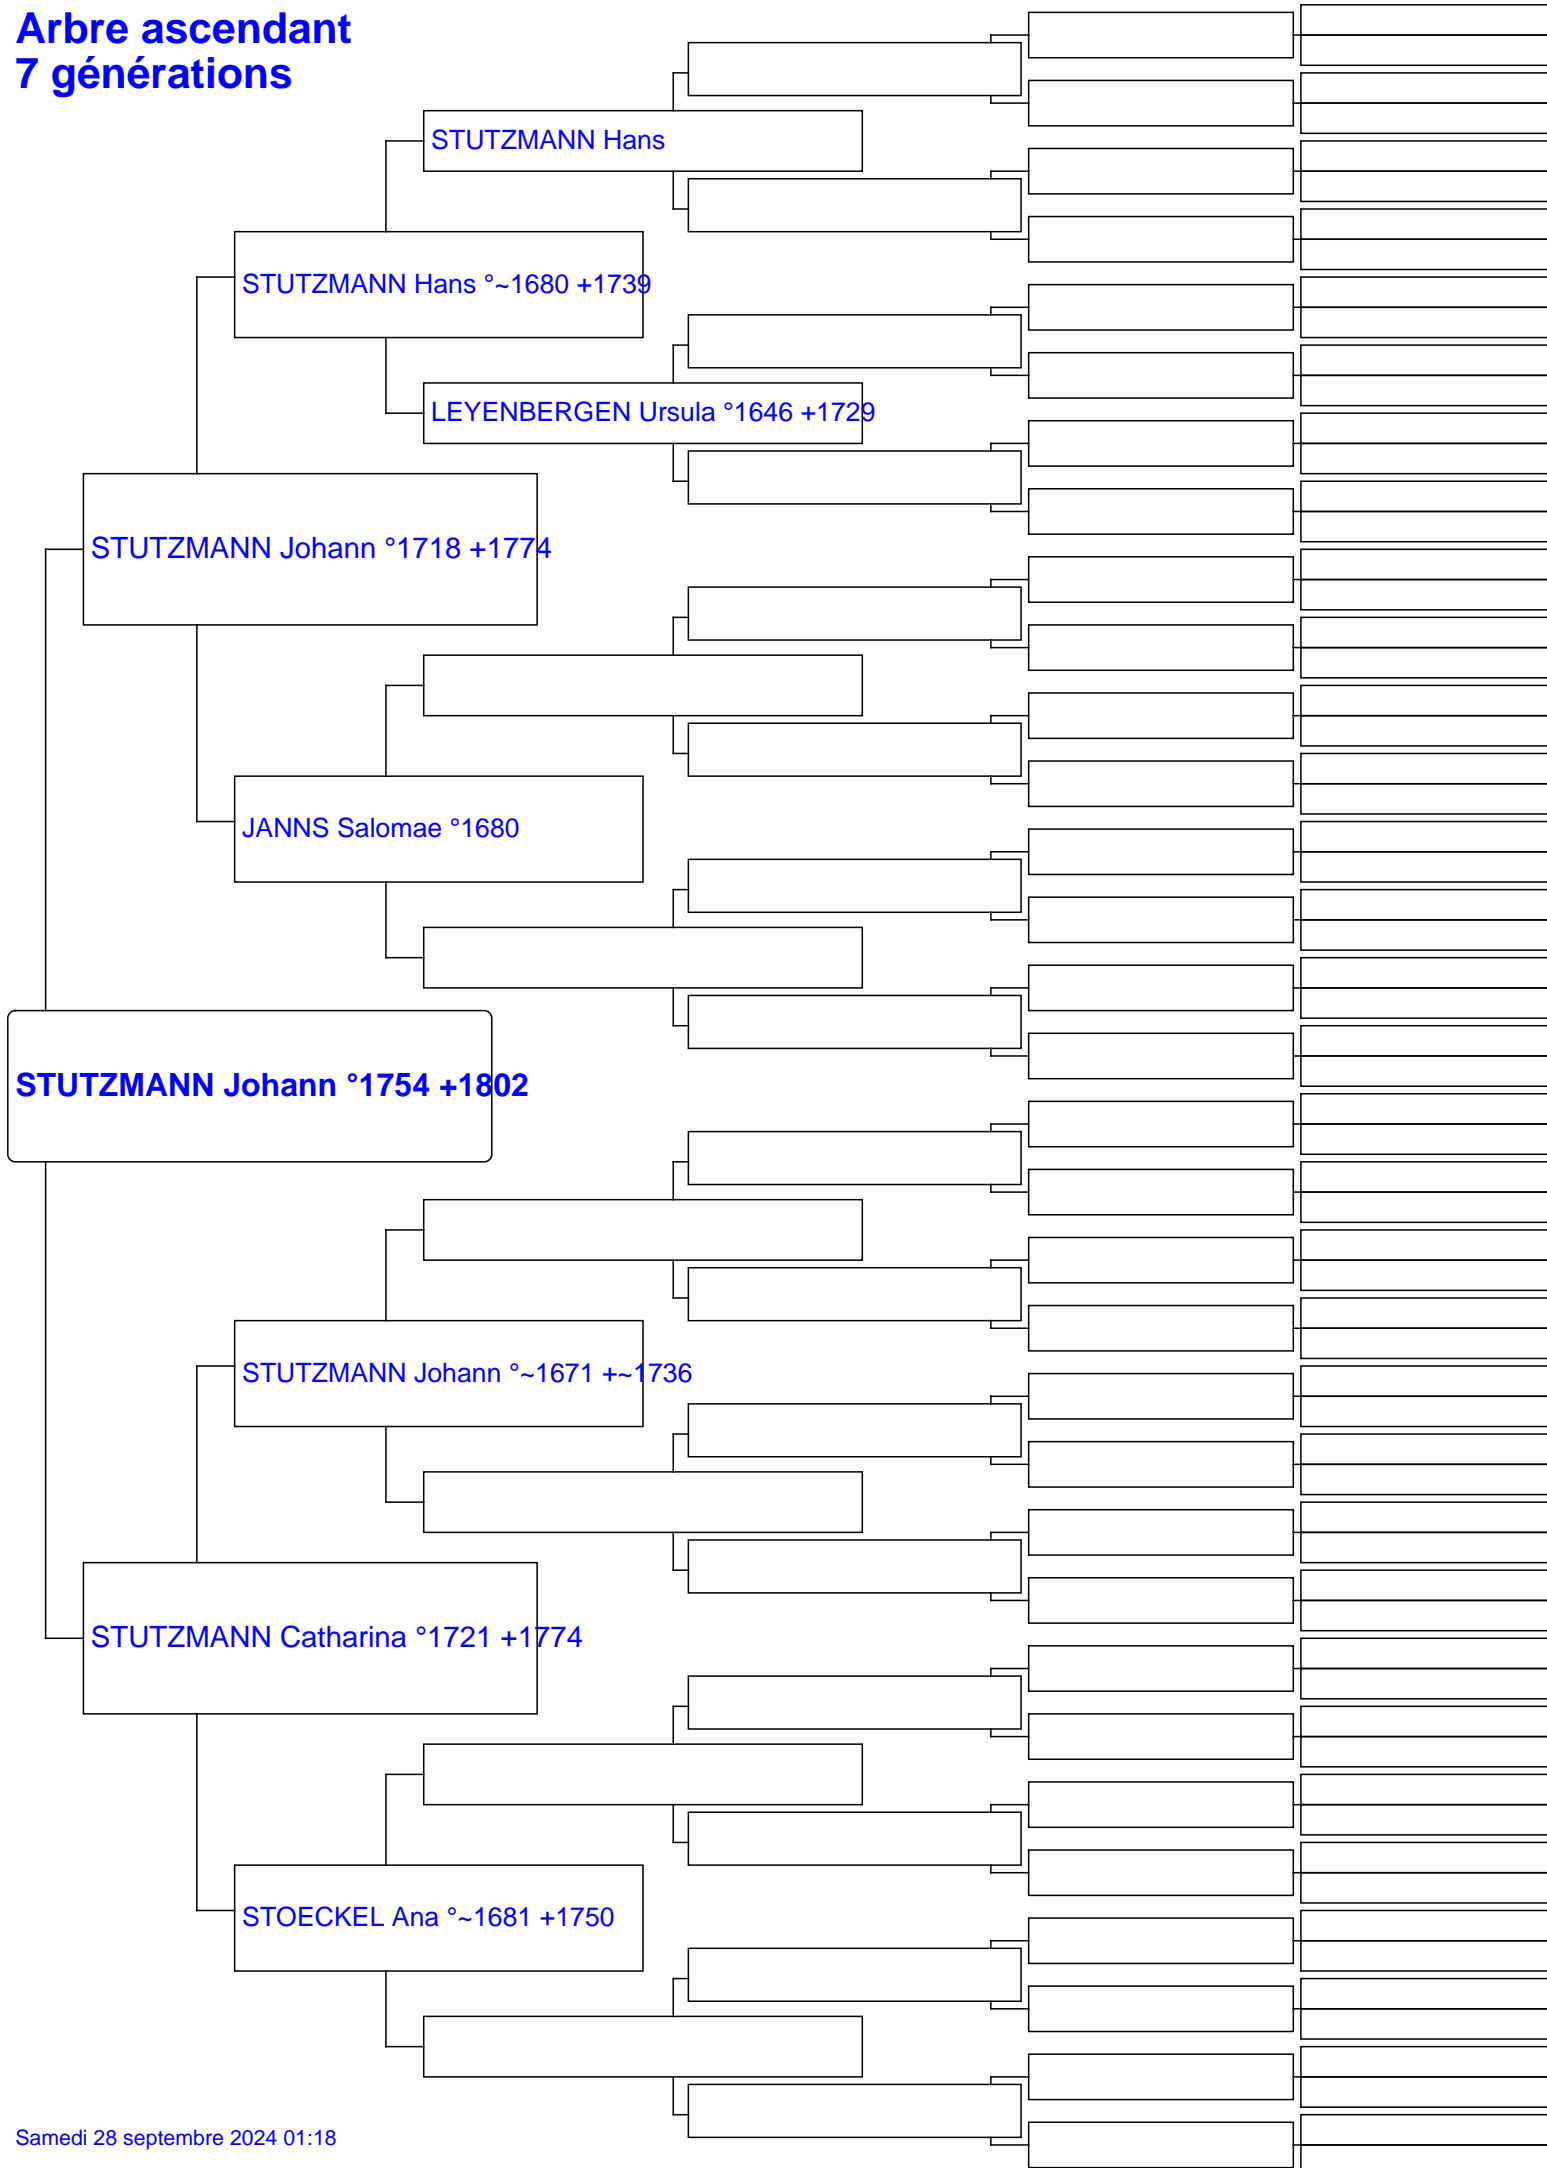 Arbre ascendant
7 générations
STUTZMANN Hans
STUTZMANN Hans °~1680 +1739
LEYENBERGEN Ursula °1646 +1729
STUTZMANN Johann °1718 +1774
JANNS Salomae °1680
STUTZMANN Johann °1754 +1802
STUTZMANN Johann °~1671 +~1736
STUTZMANN Catharina °1721 +1774
STOECKEL Ana °~1681 +1750
Samedi 28 septembre 2024 01:18